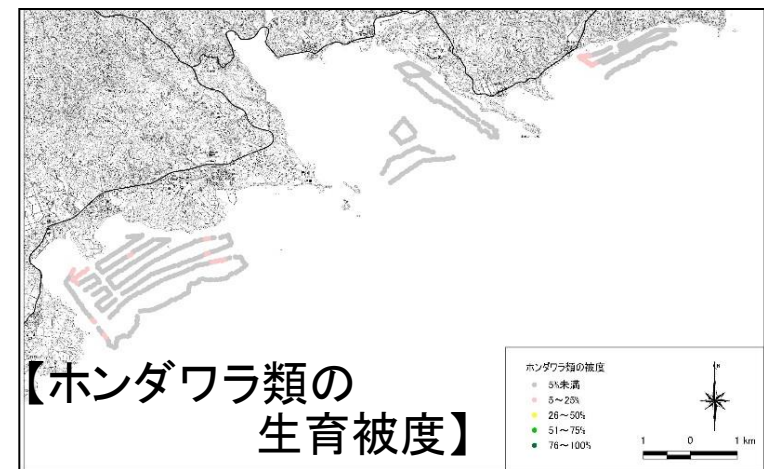 【ホンダワラ類の
生育被度】
ホンダワラ類の被度
5%未満
5～25%
26～50%
51～75%
76～100%
1 0 1 km